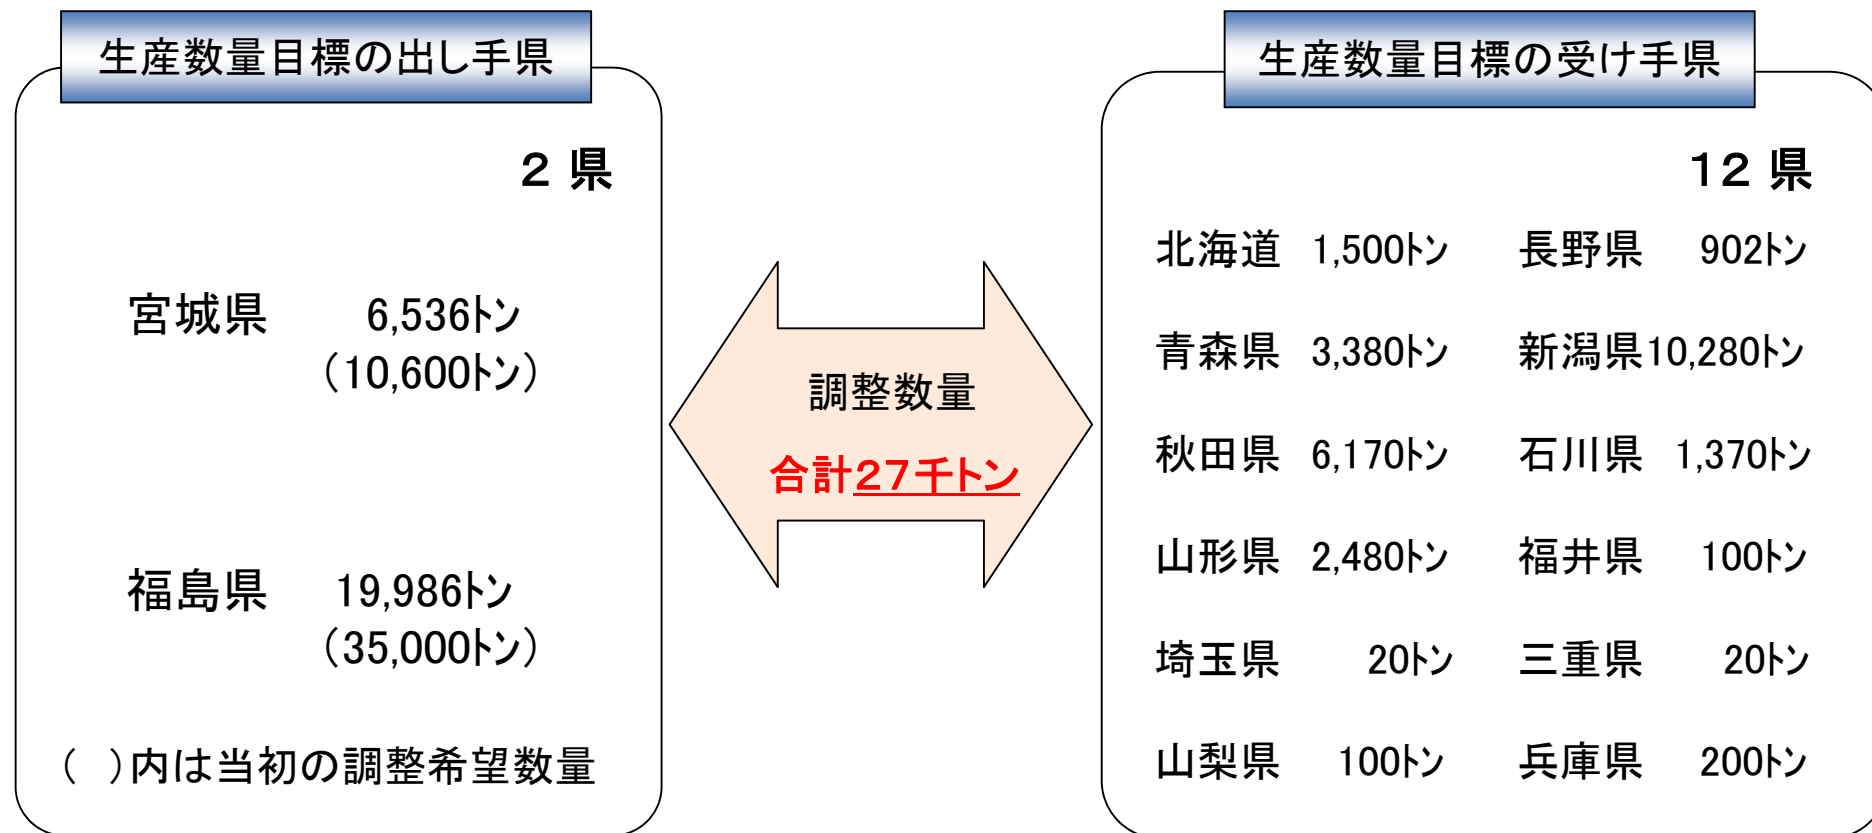 生産数量目標の出し手県
2 県
宮城県 6,536トン
(10,600トン)
福島県 19,986トン
(35,000トン)
( )内は当初の調整希望数量
調整数量
合計27千トン
生産数量目標の受け手県
12 県
北海道 1,500トン 長野県 902トン
青森県 3,380トン 新潟県 10,280トン
秋田県 6,170トン 石川県 1,370トン
山形県 2,480トン 福井県 100トン
埼玉県 20トン 三重県 20トン
山梨県 100トン 兵庫県 200トン